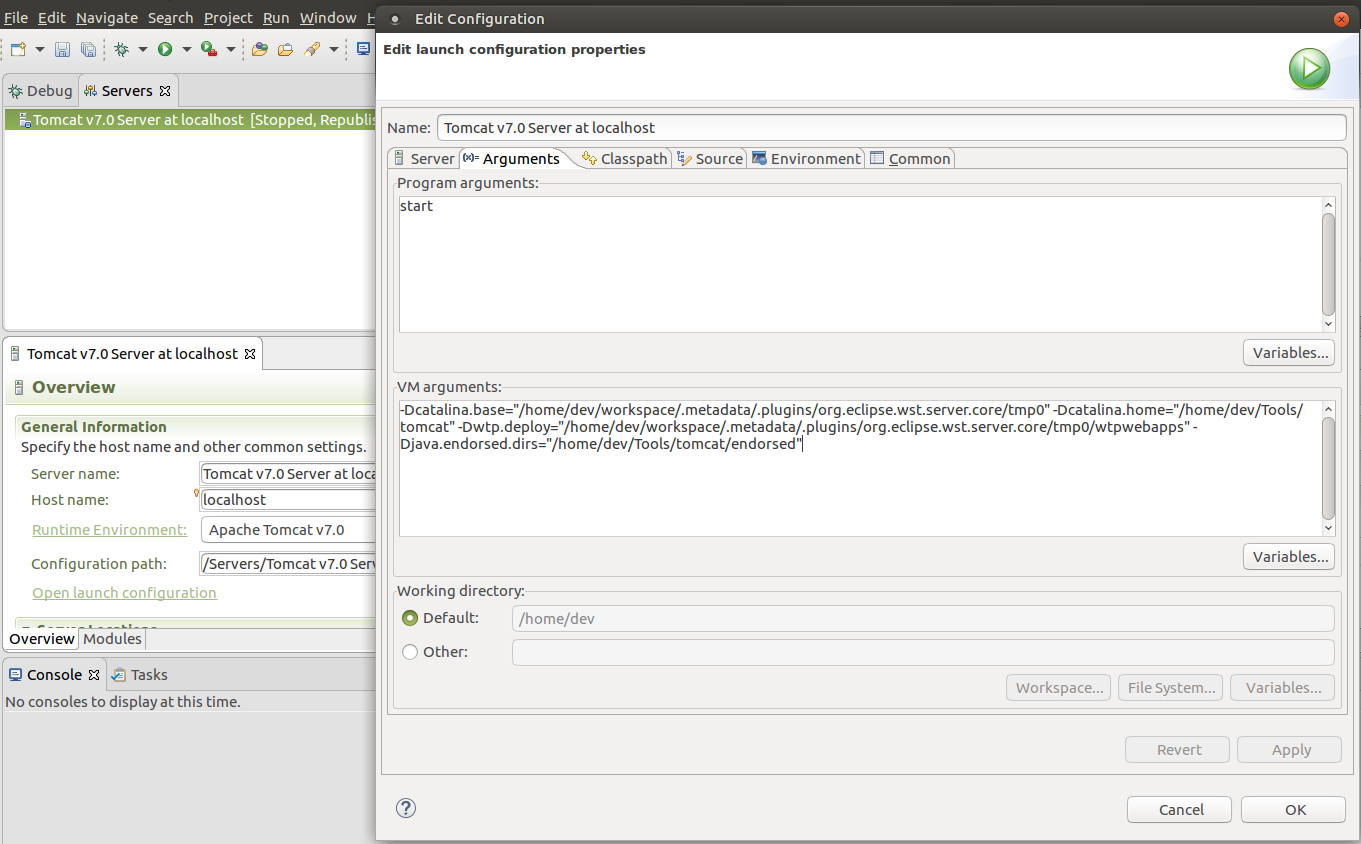 File Edit Navigate Search Project Run Window H
Debug Servers
Tomcat v7.0 Server at localhost [Stopped, Republis
Tomcat v7.0 Server at localhost
Overview
General Information
Specify the host name and other common settings.
Server name: Tomcat v7.0 Server at loca
Host name: localhost
Runtime Environment: Apache Tomcat v7.0
Configuration path: /Servers/Tomcat v7.0 Serv
Open launch configuration
Server Locations
Overview Modules
Console Tasks
No consoles to display at this time.
Edit Configuration
Edit launch configuration properties
Name: Tomcat v7.0 Server at localhost
Server (x)= Arguments Classpath Source Environment Common
Program arguments:
start
Variables...
VM arguments:
-Dcatalina.base="/home/dev/workspace/.metadata/.plugins/org.eclipse.wst.server.core/tmp0" -Dcatalina.home="/home/dev/Tools/
tomcat" -Dwtp.deploy="/home/dev/workspace/.metadata/.plugins/org.eclipse.wst.server.core/tmp0/wtpwebapps" -
Djava.endorsed.dirs="/home/dev/Tools/tomcat/endorsed"
Variables...
Working directory:
Default: /home/dev
Other:
Workspace... File System... Variables...
Revert Apply
? Cancel OK